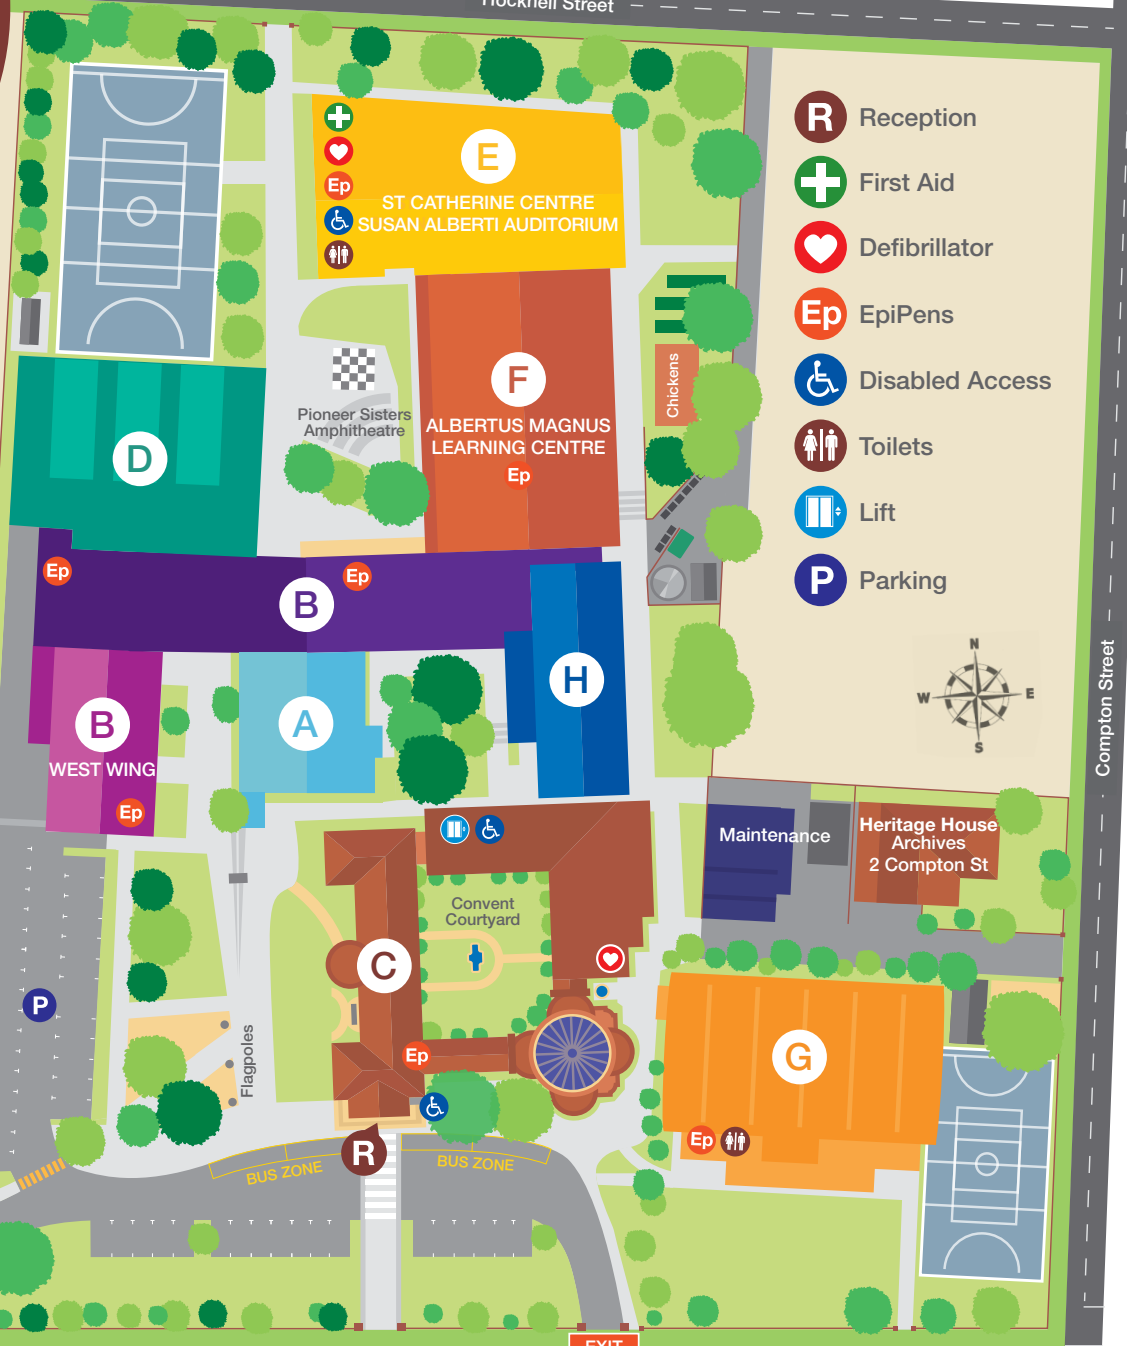 Hocknell Street
R Reception
First Aid
Defibrillator
Ep EpiPens
Disabled Access
Toilets
Lift
P Parking
E
ST CATHERINE CENTRE
SUSAN ALBERTI AUDITORIUM
Ep
F
ALBERTUS MAGNUS
LEARNING CENTRE
Ep
Chickens
Pioneer Sisters
Amphitheatre
D
Ep
Ep
B
H
A
B
WEST WING
Ep
N
W E
S
Compton Street
Maintenance
Heritage House
Archives
2 Compton St
Convent
Courtyard
C
P
Flagpoles
Ep
G
Ep
R
BUS ZONE
BUS ZONE
EXIT